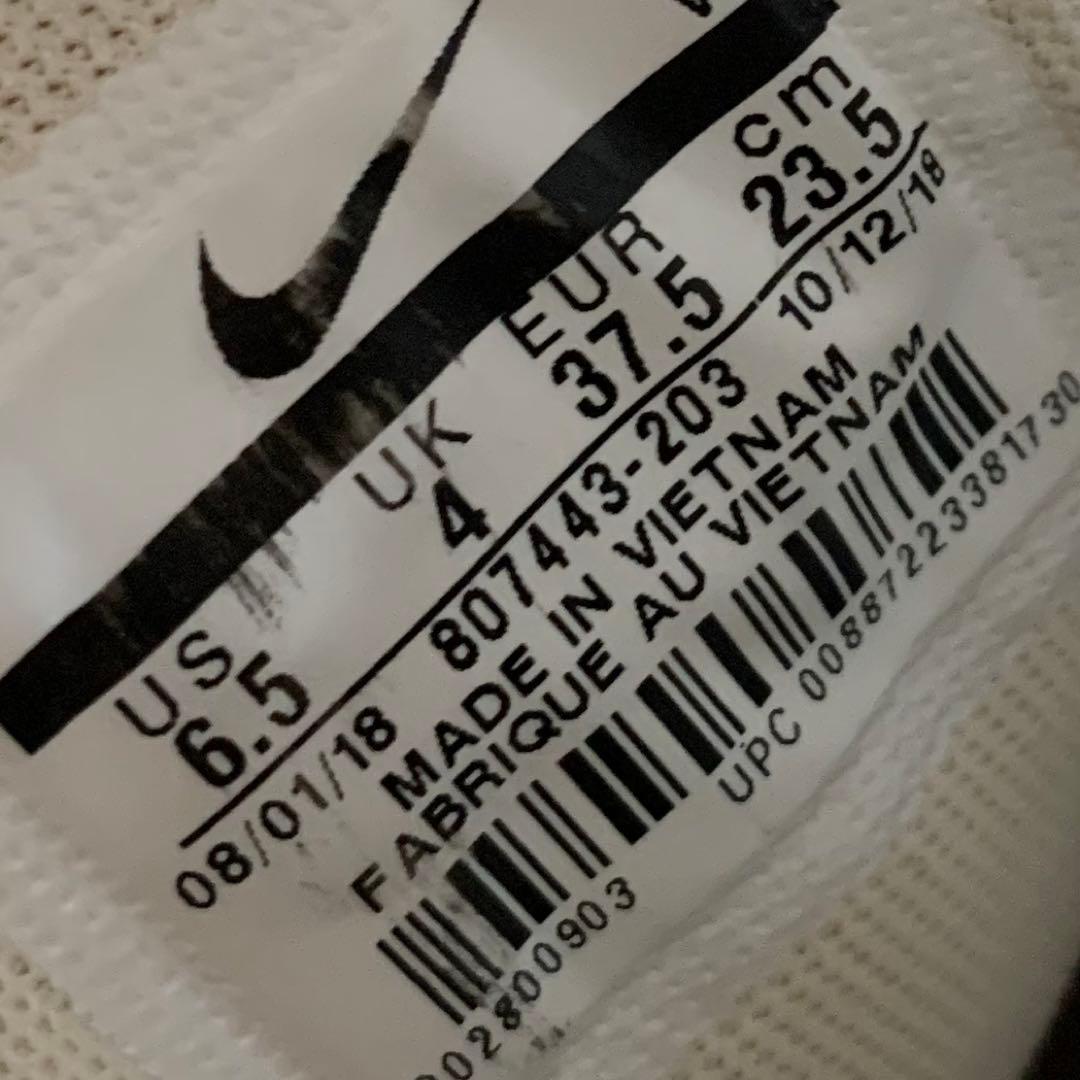 US UK EUR cm
6.5 4 37.5 23.5
08/01/18 807443-203 10/12/18
MADE IN VIETNAM
FABRIQUE AU VIETNAM
UPC 00887223381730